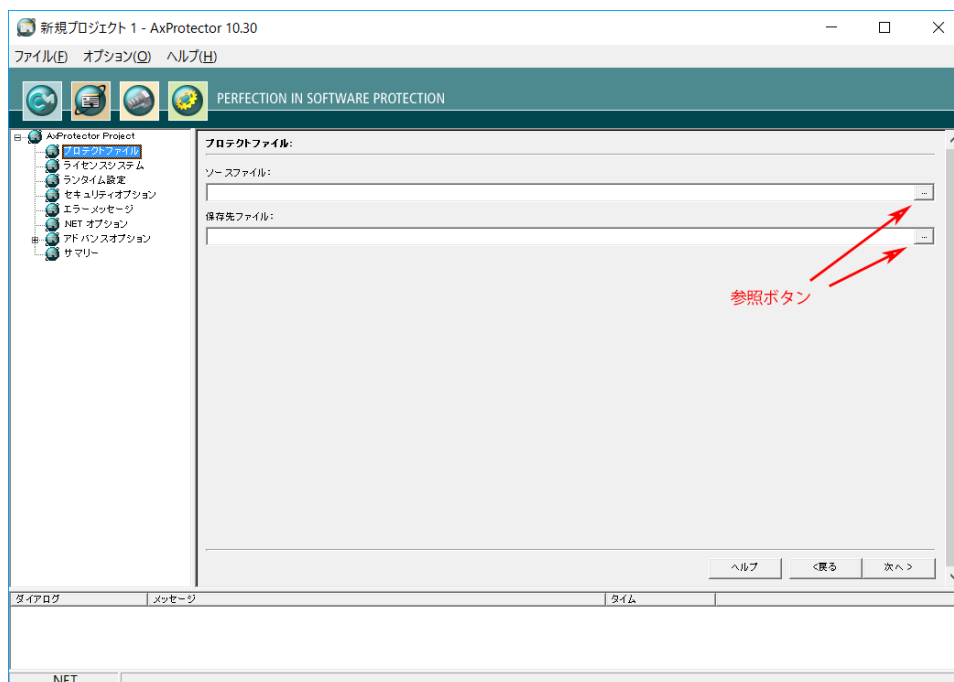 新規プロジェクト 1 - AxProtector 10.30
ファイル(F) オプション(O) ヘルプ(H)
PERFECTION IN SOFTWARE PROTECTION
AxProtector Project
プロテクトファイル
ライセンスシステム
ランタイム設定
セキュリティオプション
エラーメッセージ
NET オプション
アドバンスオプション
サマリー
プロテクトファイル:
ソースファイル:
...
保存先ファイル:
...
参照ボタン
ヘルプ <戻る 次へ >
ダイアログ メッセージ タイム
.NET